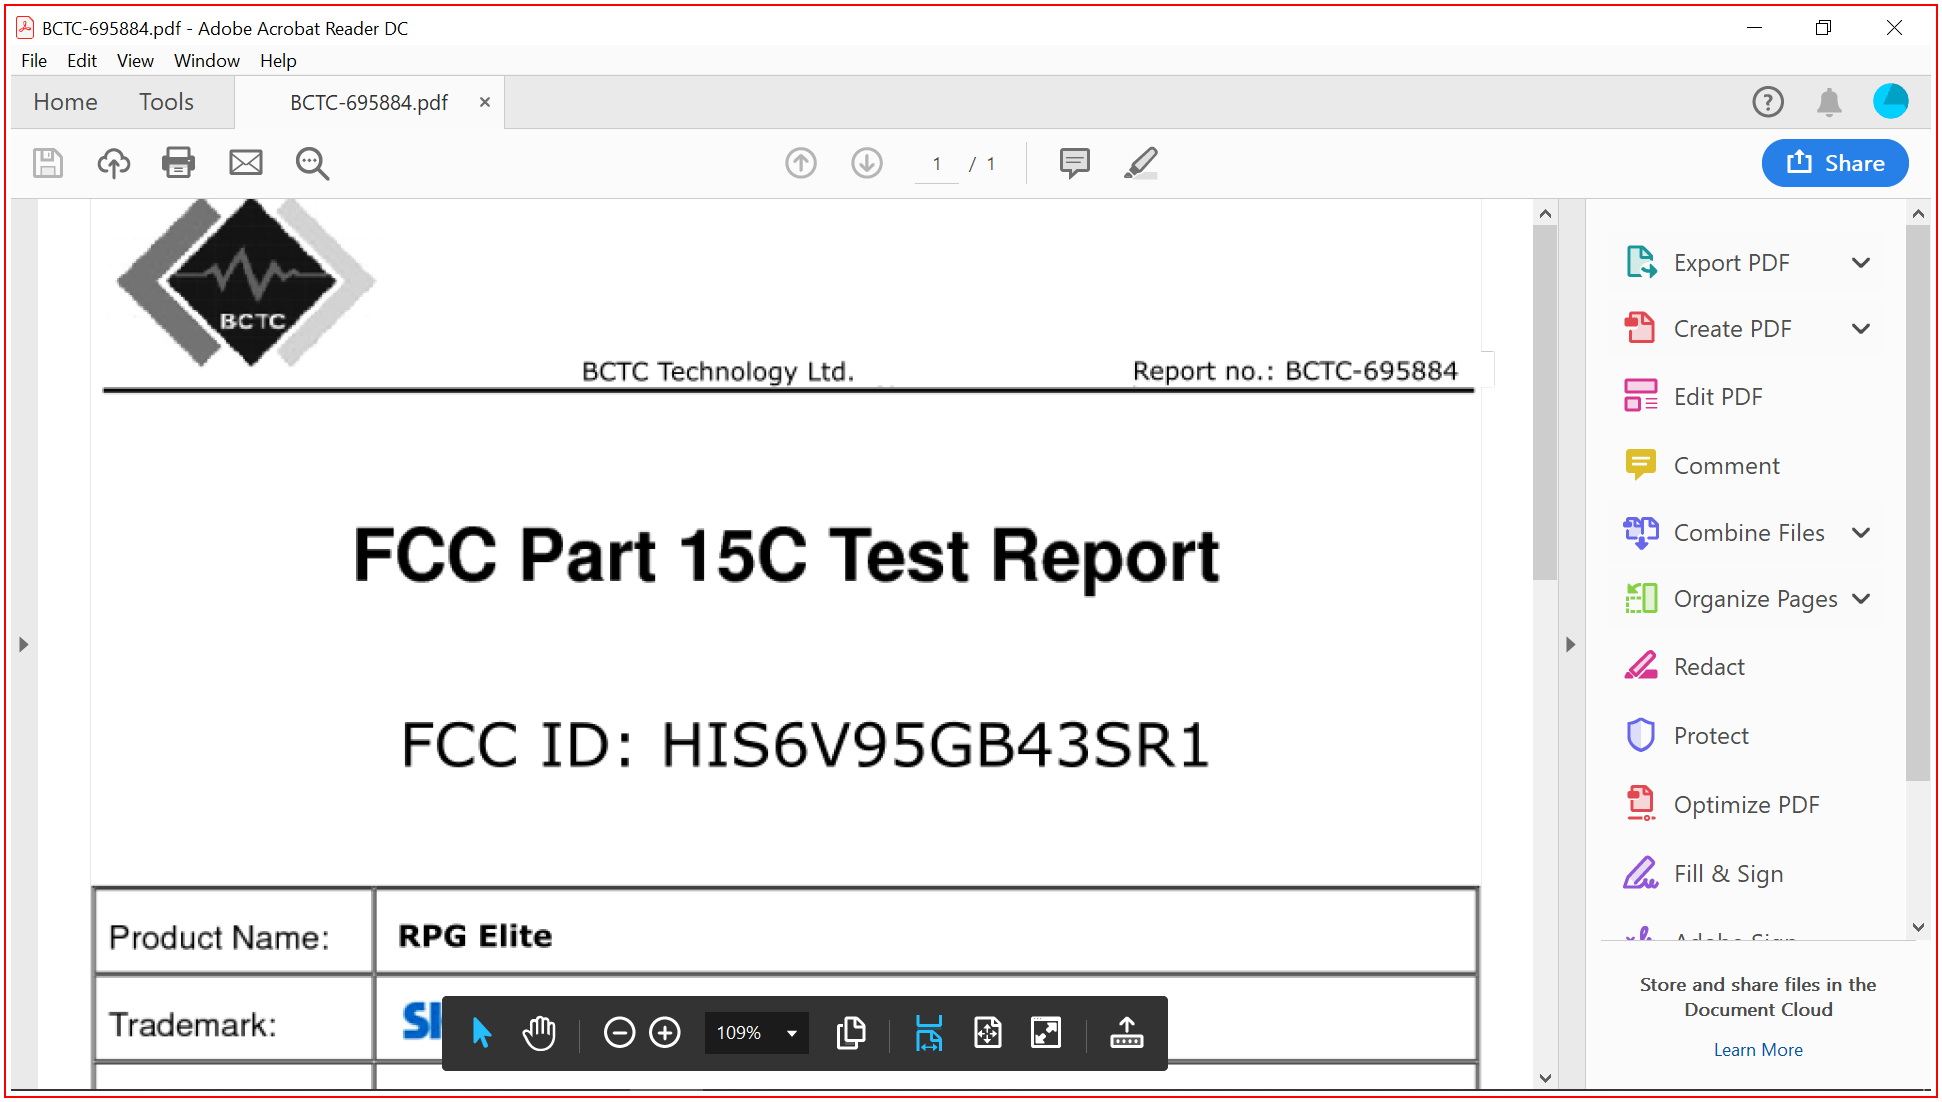 BCTC-695884.pdf - Adobe Acrobat Reader DC
File Edit View Window Help
Home Tools BCTC-695884.pdf
1 / 1
Share
BCTC
BCTC Technology Ltd. Report no.: BCTC-695884
FCC Part 15C Test Report
FCC ID: HIS6V95GB43SR1
Product Name: RPG Elite
Trademark:
109%
Export PDF
Create PDF
Edit PDF
Comment
Combine Files
Organize Pages
Redact
Protect
Optimize PDF
Fill & Sign
Adobe Sign
Store and share files in the
Document Cloud
Learn More